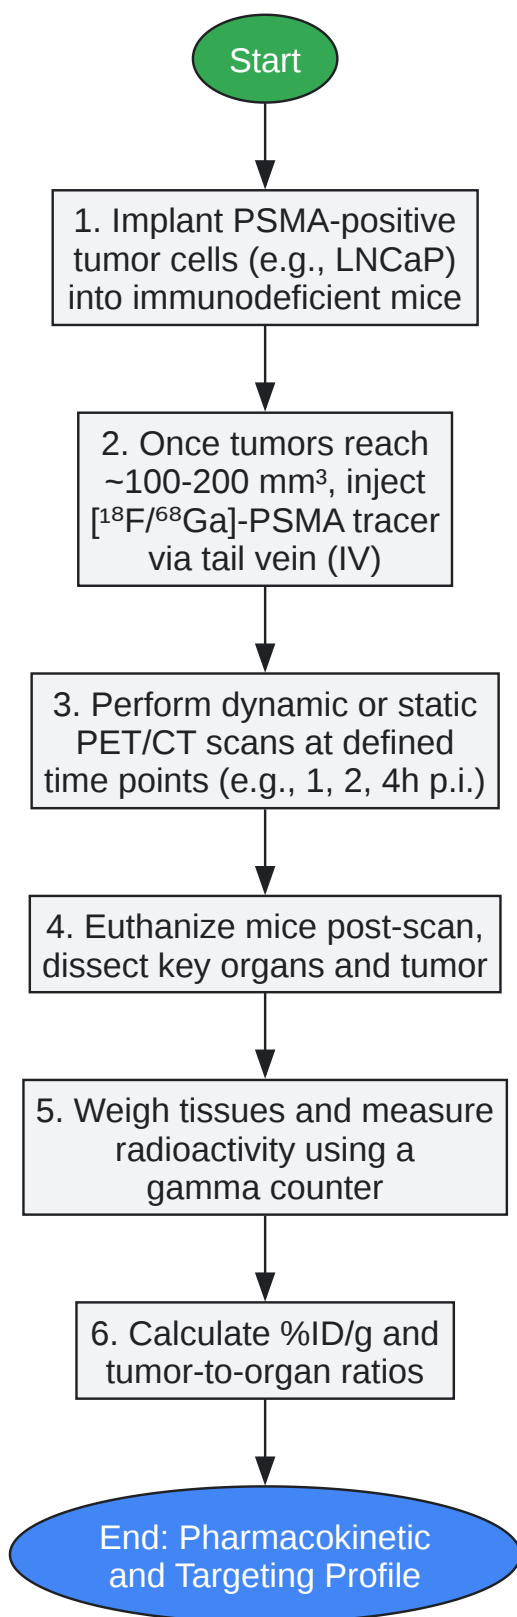 Start
1. Implant PSMA-positive
tumor cells (e.g., LNCaP)
into immunodeficient mice
2. Once tumors reach
~100-200 mm³, inject
[¹⁸F/⁶⁸Ga]-PSMA tracer
via tail vein (IV)
3. Perform dynamic or static
PET/CT scans at defined
time points (e.g., 1, 2, 4h p.i.)
4. Euthanize mice post-scan,
dissect key organs and tumor
5. Weigh tissues and measure
radioactivity using a
gamma counter
6. Calculate %ID/g and
tumor-to-organ ratios
End: Pharmacokinetic
and Targeting Profile